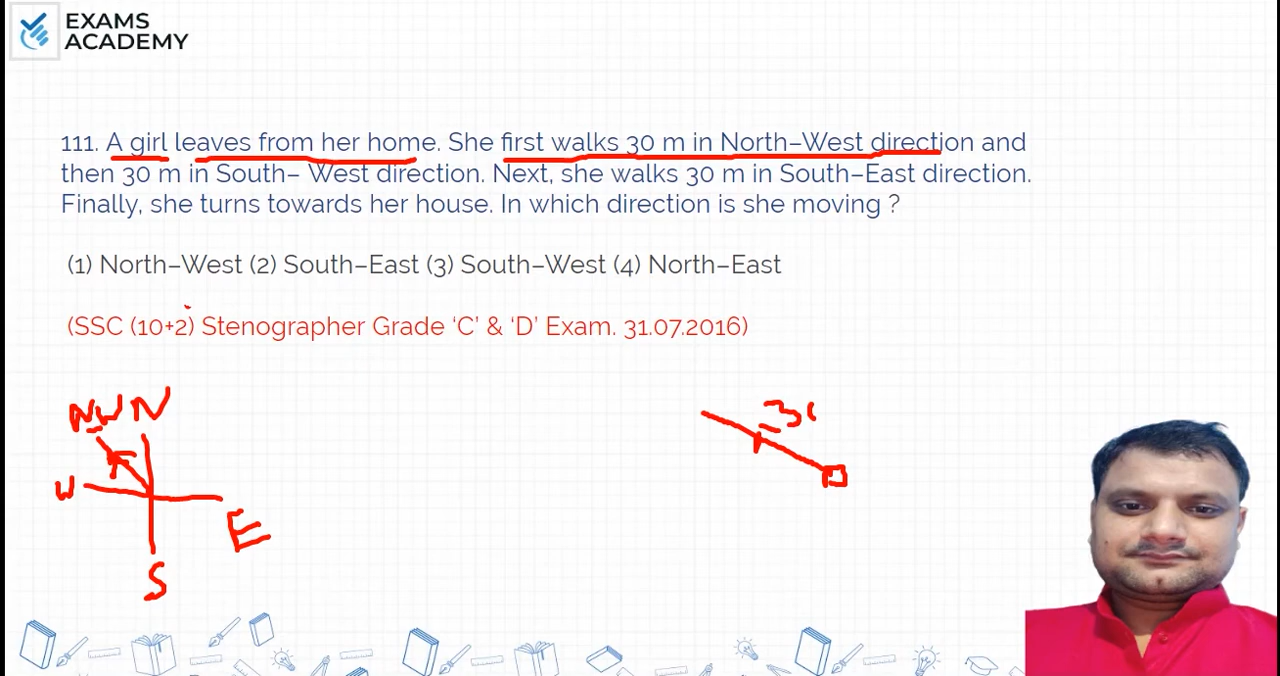 EXAMS
ACADEMY
111. A girl leaves from her home. She first walks 30 m in North–West direction and
then 30 m in South– West direction. Next, she walks 30 m in South–East direction.
Finally, she turns towards her house. In which direction is she moving ?
(1) North–West (2) South–East (3) South–West (4) North–East
(SSC (10+2) Stenographer Grade ‘C’ & ‘D’ Exam. 31.07.2016)
NW N
W
E
S